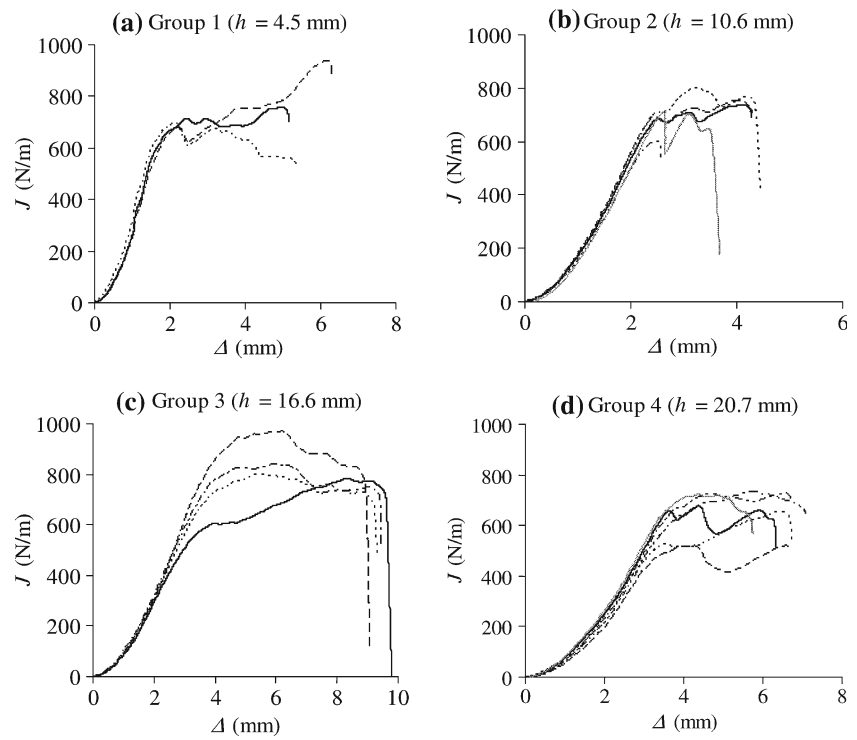 (a) Group 1 (h = 4.5 mm)
1000
800
600
400
200
0
J (N/m)
0 2 4 6 8
Δ (mm)
(b) Group 2 (h = 10.6 mm)
1000
800
600
400
200
0
J (N/m)
0 2 4 6
Δ (mm)
(c) Group 3 (h = 16.6 mm)
1000
800
600
400
200
0
J (N/m)
0 2 4 6 8 10
Δ (mm)
(d) Group 4 (h = 20.7 mm)
1000
800
600
400
200
0
J (N/m)
0 2 4 6 8
Δ (mm)